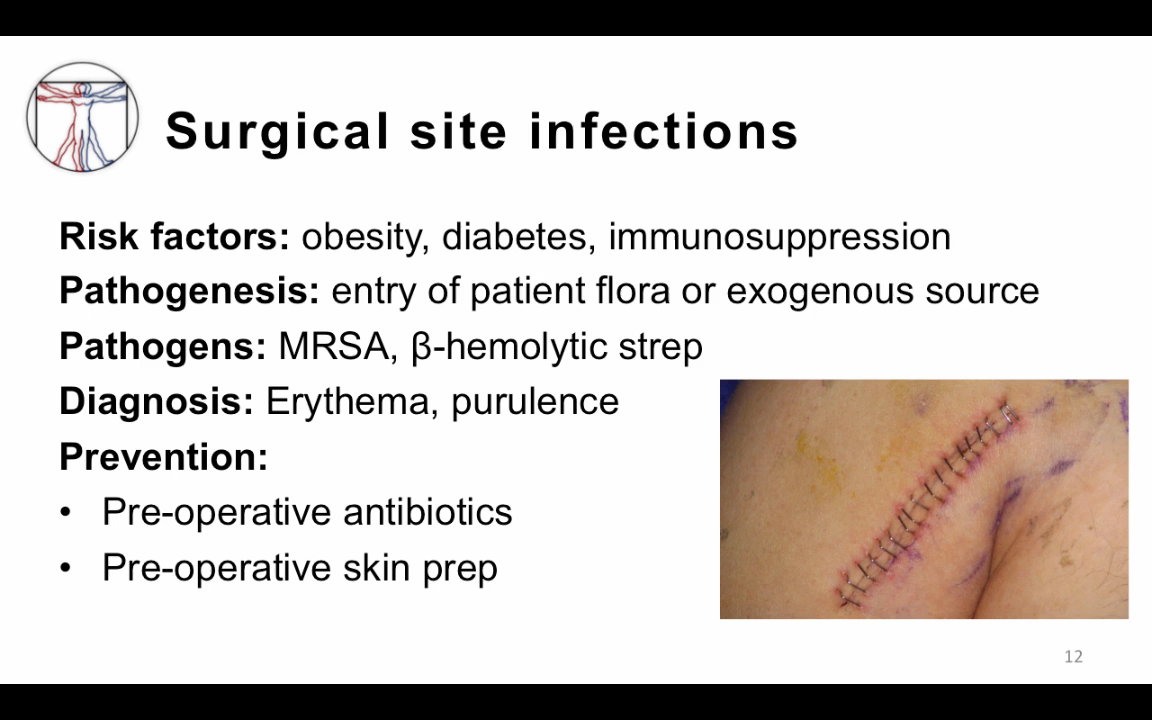 Surgical site infections
Risk factors: obesity, diabetes, immunosuppression
Pathogenesis: entry of patient flora or exogenous source
Pathogens: MRSA, β-hemolytic strep
Diagnosis: Erythema, purulence
Prevention:
• Pre-operative antibiotics
• Pre-operative skin prep
12